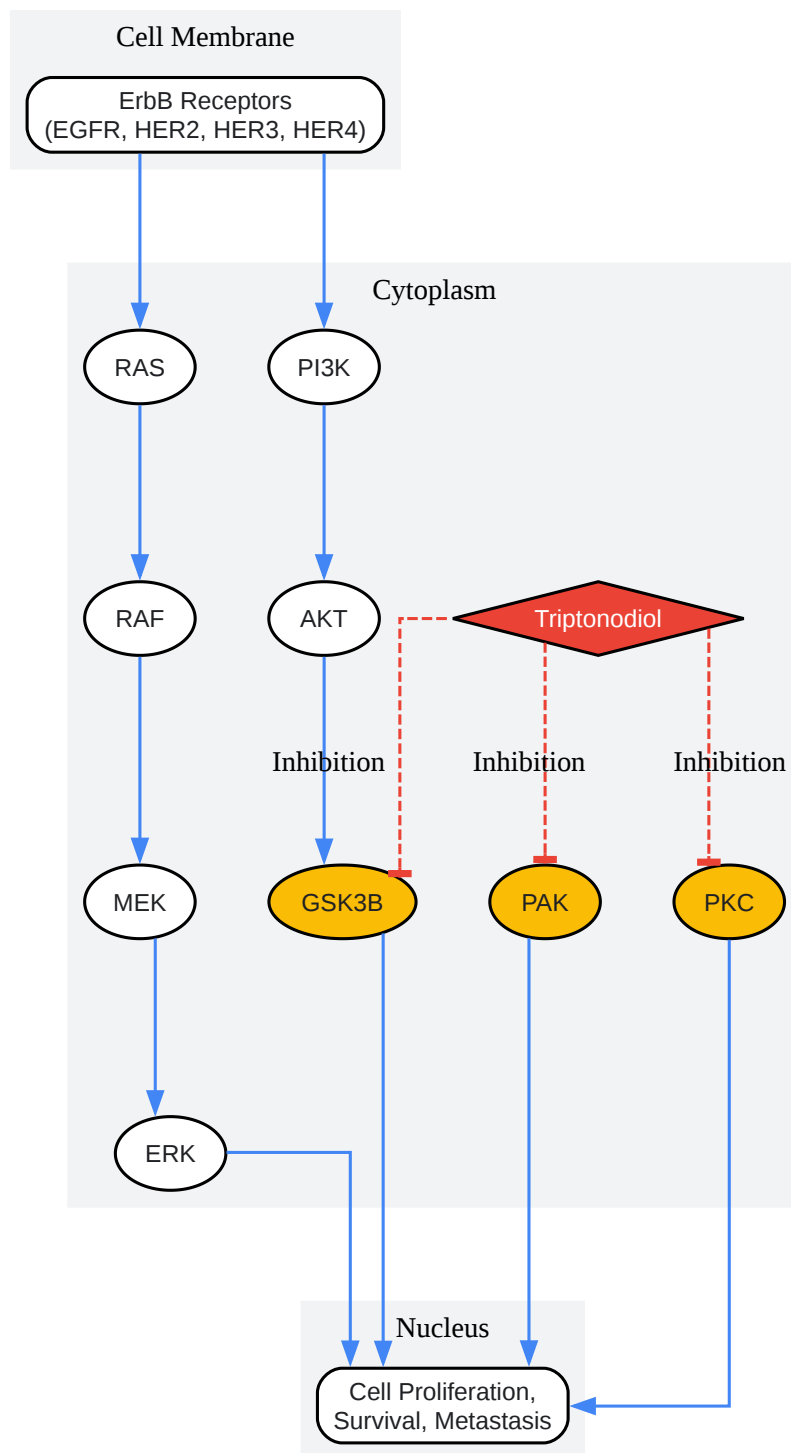 Cell Membrane
ErbB Receptors
(EGFR, HER2, HER3, HER4)
Cytoplasm
RAS
PI3K
RAF
AKT
Triptonodiol
Inhibition
Inhibition
Inhibition
MEK
GSK3B
PAK
PKC
ERK
Nucleus
Cell Proliferation,
Survival, Metastasis